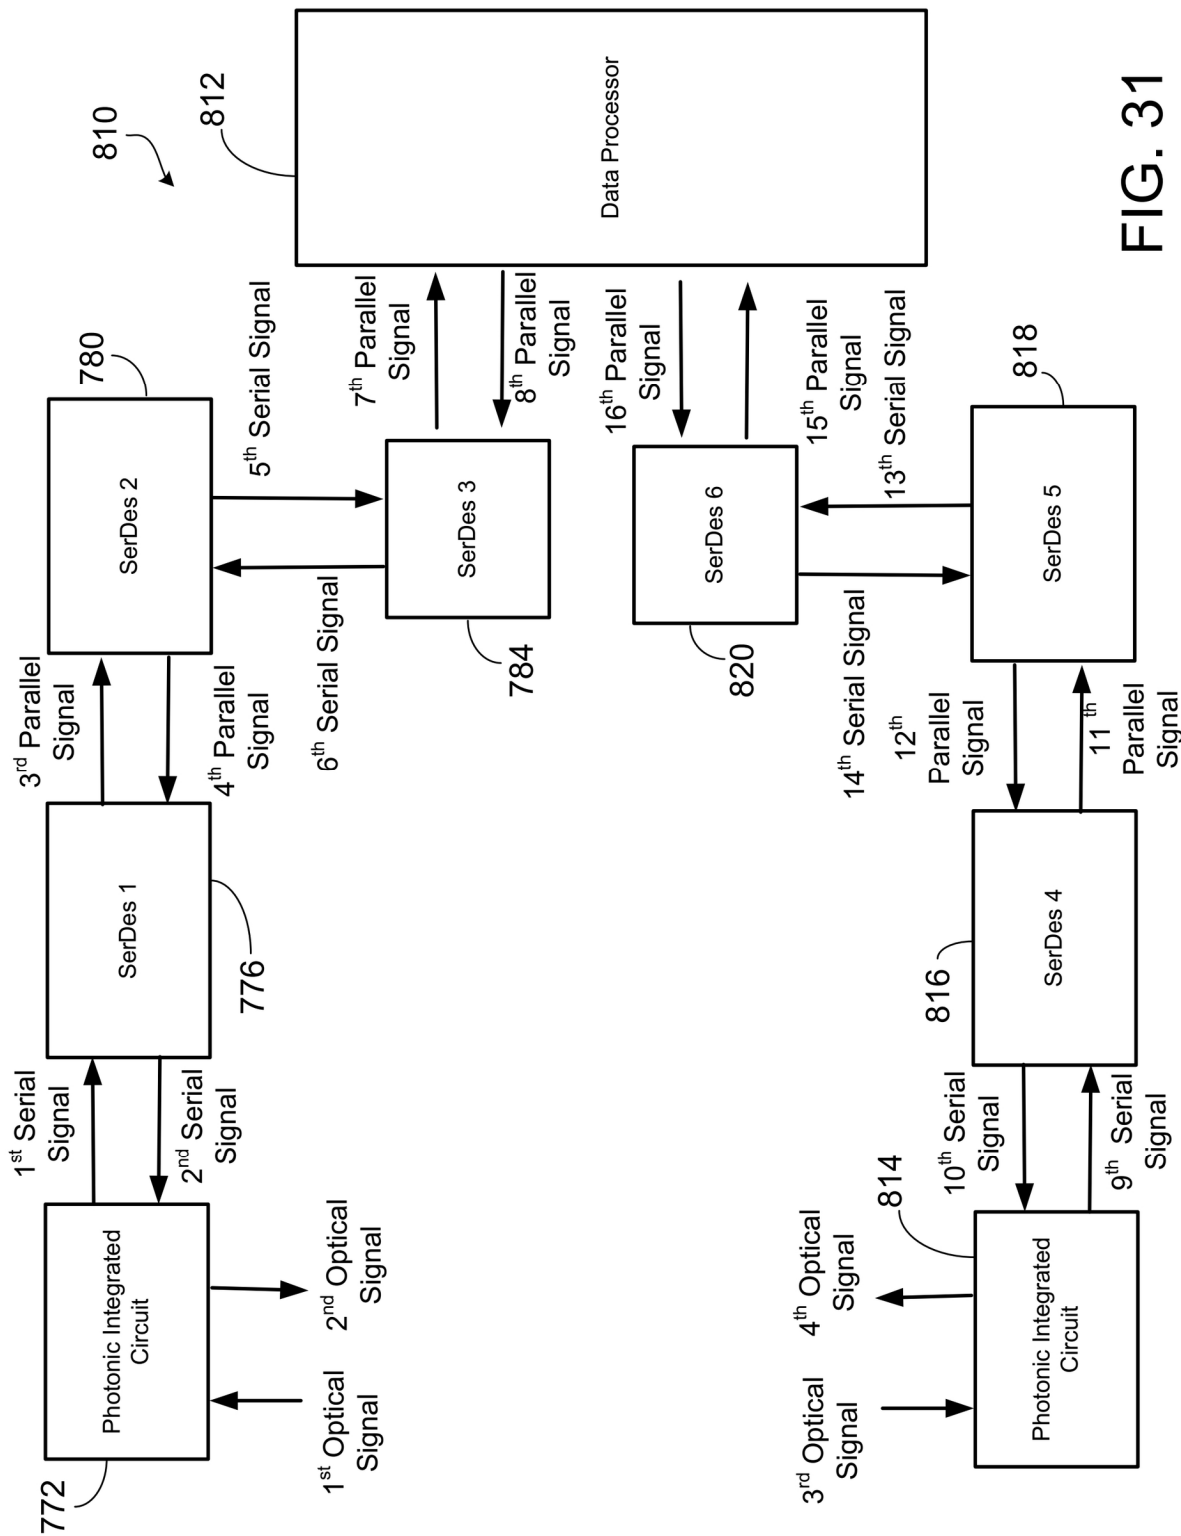 810
812
Data Processor
7th Parallel
Signal
8th Parallel
Signal
16th Parallel
Signal
15th Parallel
Signal
780
SerDes 2
5th Serial Signal
6th Serial Signal
SerDes 3
784
SerDes 6
820
13th Serial Signal
14th Serial Signal
818
SerDes 5
3rd Parallel
Signal
4th Parallel
Signal
12th
Parallel
Signal
11th
Parallel
Signal
SerDes 1
776
816
SerDes 4
1st Serial
Signal
2nd Serial
Signal
10th Serial
Signal
9th Serial
Signal
772
Photonic Integrated
Circuit
1st Optical
Signal
2nd Optical
Signal
814
Photonic Integrated
Circuit
3rd Optical
Signal
4th Optical
Signal
FIG. 31